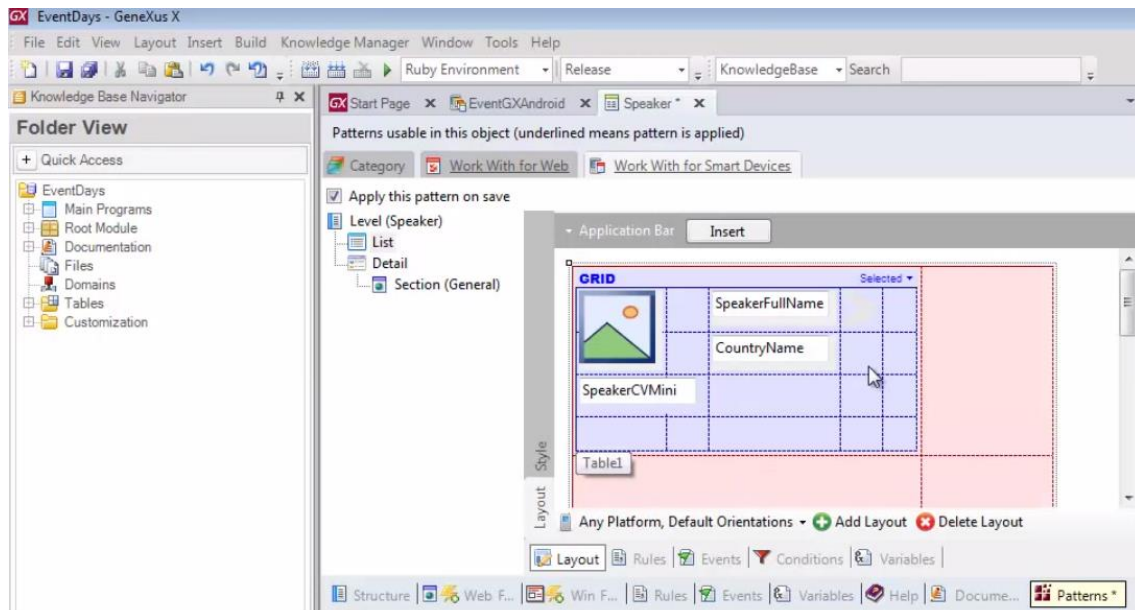 GX EventDays - GeneXus X
File Edit View Layout Insert Build Knowledge Manager Window Tools Help
Ruby Environment Release KnowledgeBase Search
Knowledge Base Navigator
GX Start Page EventGXAndroid Speaker *
Folder View
Patterns usable in this object (underlined means pattern is applied)
+ Quick Access
Category Work With for Web Work With for Smart Devices
EventDays
Main Programs
Root Module
Documentation
Files
Domains
Tables
Customization
Apply this pattern on save
Level (Speaker)
List
Detail
Section (General)
Application Bar Insert
GRID Selected
SpeakerFullName
CountryName
SpeakerCVMini
Table1
Style
Layout
Any Platform, Default Orientations Add Layout Delete Layout
Layout Rules Events Conditions Variables
Structure Web F... Win F... Rules Events Variables Help Docume... Patterns *